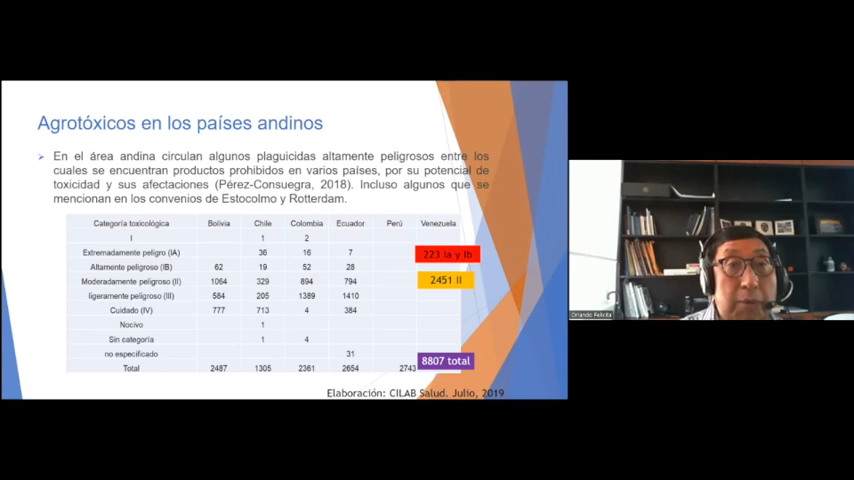 Agrotóxicos en los países andinos
En el área andina circulan algunos plaguicidas altamente peligrosos entre los
cuales se encuentran productos prohibidos en varios países, por su potencial de
toxicidad y sus afectaciones (Pérez-Consuegra, 2018). Incluso algunos que se
mencionan en los convenios de Estocolmo y Rotterdam.
Categoría toxicológica Bolivia Chile Colombia Ecuador Perú Venezuela
I 1 2
Extremadamente peligro (IA) 36 16 7 223 Ia y Ib
Altamente peligroso (IB) 62 19 52 28
Moderadamente peligroso (II) 1064 329 894 794 2451 II
ligeramente peligroso (III) 584 205 1389 1410
Cuidado (IV) 777 713 4 384
Nocivo 1
Sin categoría 1 4
no especificado 31
Total 2487 1305 2361 2654 2743 8807 total
Elaboración: CILAB Salud. Julio, 2019
Orlando Felicita